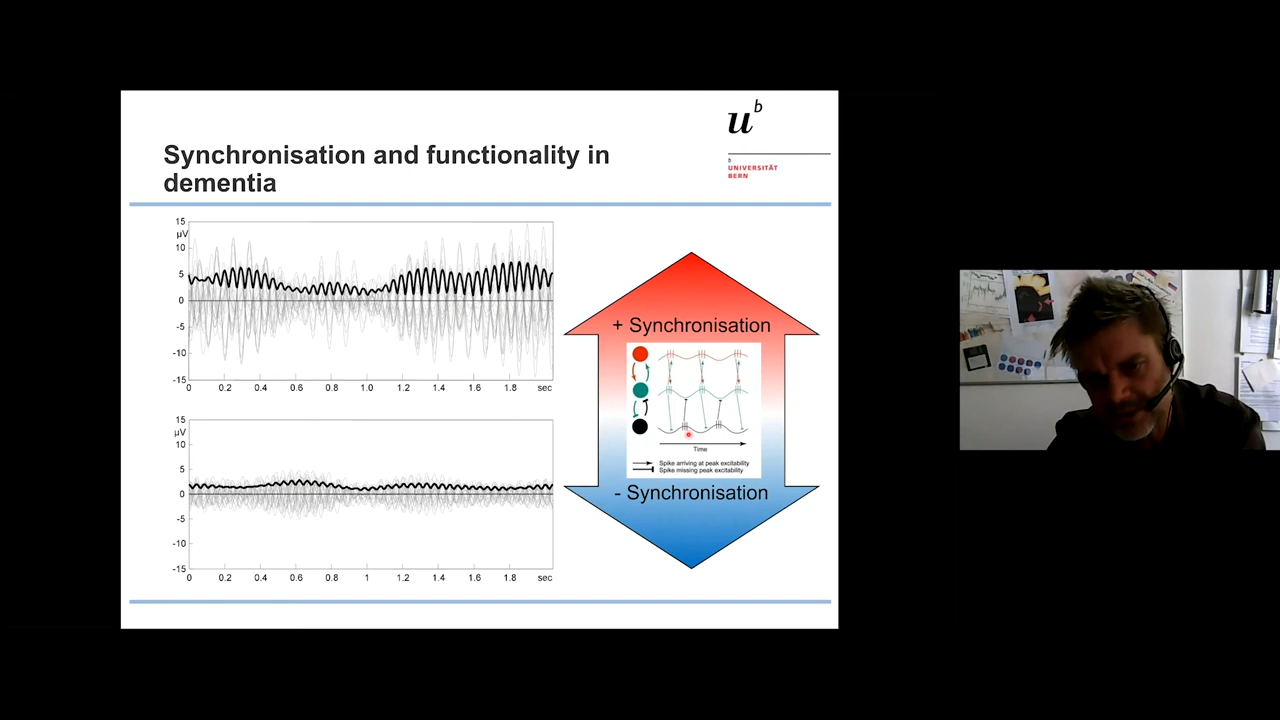 u b
b
UNIVERSITÄT
BERN
Synchronisation and functionality in
dementia
15
µV
10
5
0
-5
-10
-15
0 0.2 0.4 0.6 0.8 1.0 1.2 1.4 1.6 1.8 sec
15
µV
10
5
0
-5
-10
-15
0 0.2 0.4 0.6 0.8 1 1.2 1.4 1.6 1.8 sec
+ Synchronisation
Time
Spike arriving at peak excitability
Spike missing peak excitability
- Synchronisation